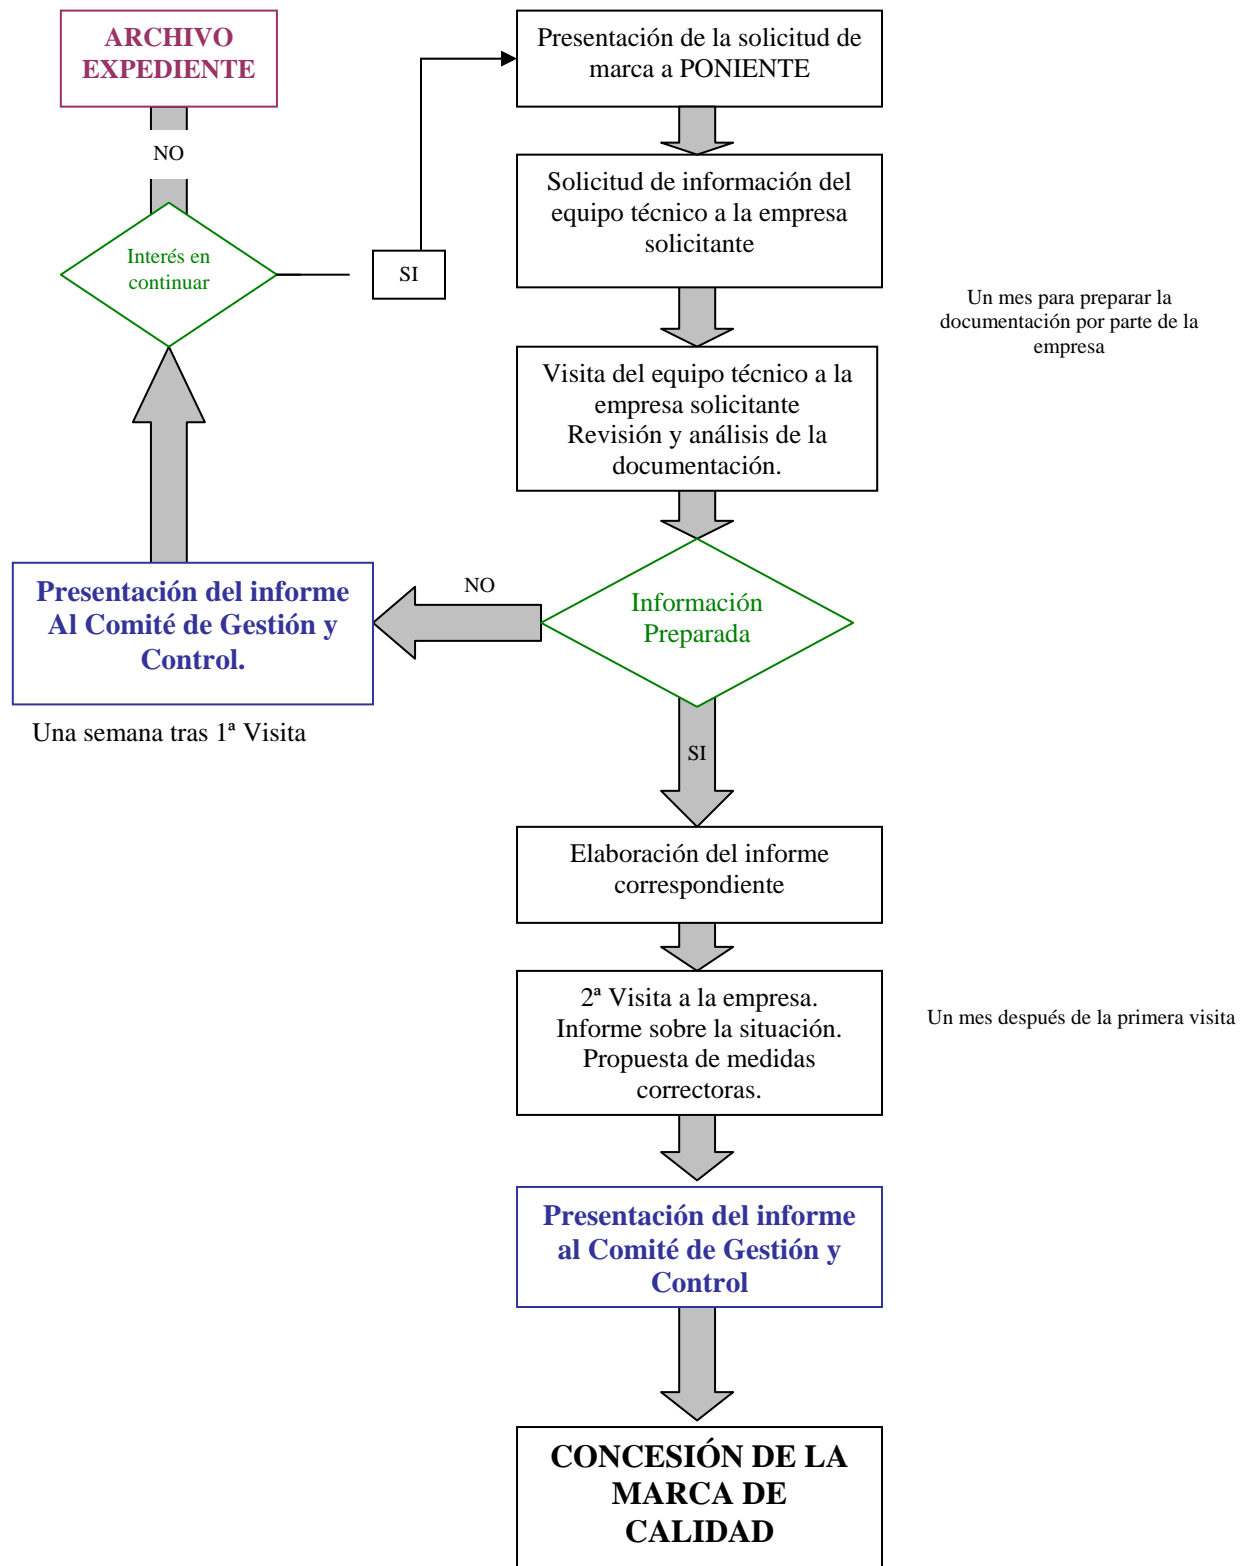 ARCHIVO
EXPEDIENTE
Presentación de la solicitud de
marca a PONIENTE
NO
Solicitud de información del
equipo técnico a la empresa
solicitante
Interés en
continuar
SI
Un mes para preparar la
documentación por parte de la
empresa
Visita del equipo técnico a la
empresa solicitante
Revisión y análisis de la
documentación.
Presentación del informe
Al Comité de Gestión y
Control.
NO
Información
Preparada
Una semana tras 1ª Visita
SI
Elaboración del informe
correspondiente
2ª Visita a la empresa.
Informe sobre la situación.
Propuesta de medidas
correctoras.
Un mes después de la primera visita
Presentación del informe
al Comité de Gestión y
Control
CONCESIÓN DE LA
MARCA DE
CALIDAD